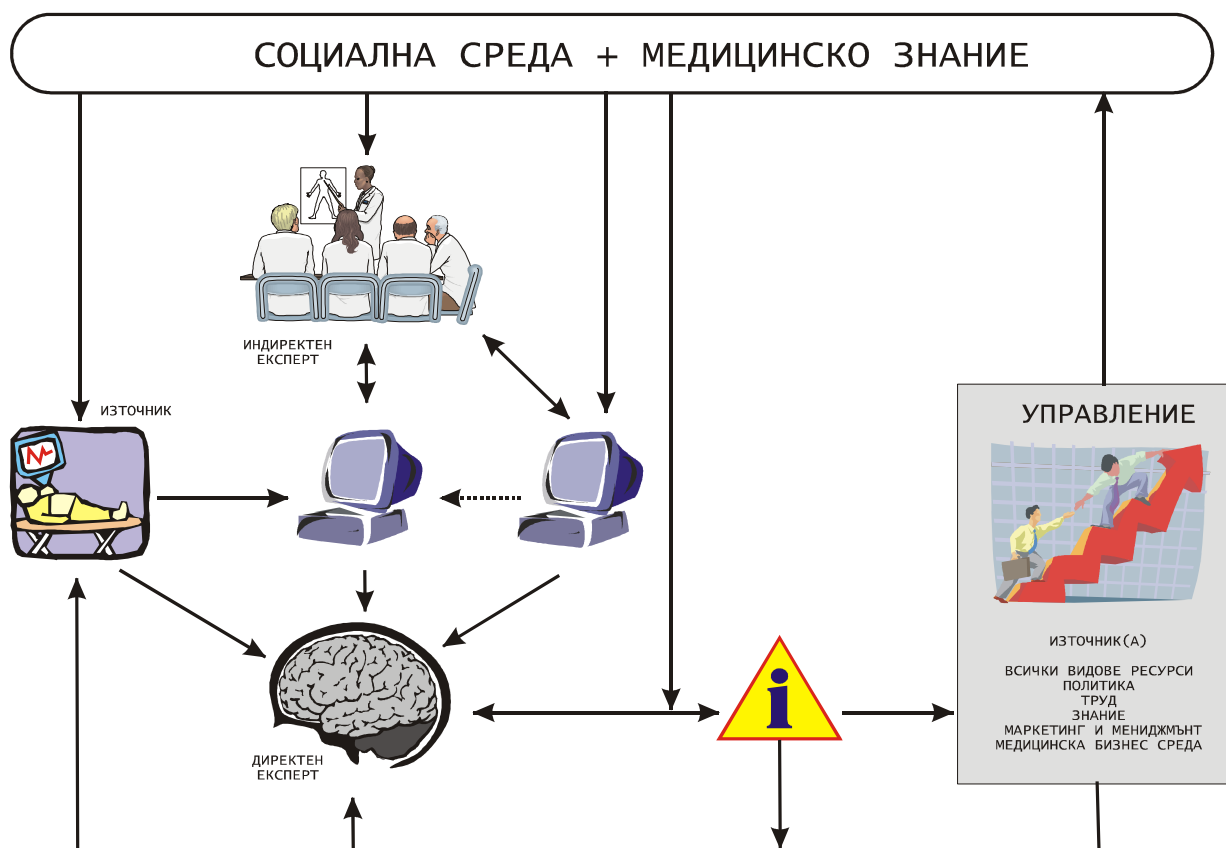 СОЦИАЛНА СРЕДА + МЕДИЦИНСКО ЗНАНИЕ
ИНДИРЕКТЕН
ЕКСПЕРТ
ИЗТОЧНИК
УПРАВЛЕНИЕ
ИЗТОЧНИК(А)
ВСИЧКИ ВИДОВЕ РЕСУРСИ
ПОЛИТИКА
ТРУД
ЗНАНИЕ
МАРКЕТИНГ И МЕНИДЖМЪНТ
МЕДИЦИНСКА БИЗНЕС СРЕДА
i
ДИРЕКТЕН
ЕКСПЕРТ